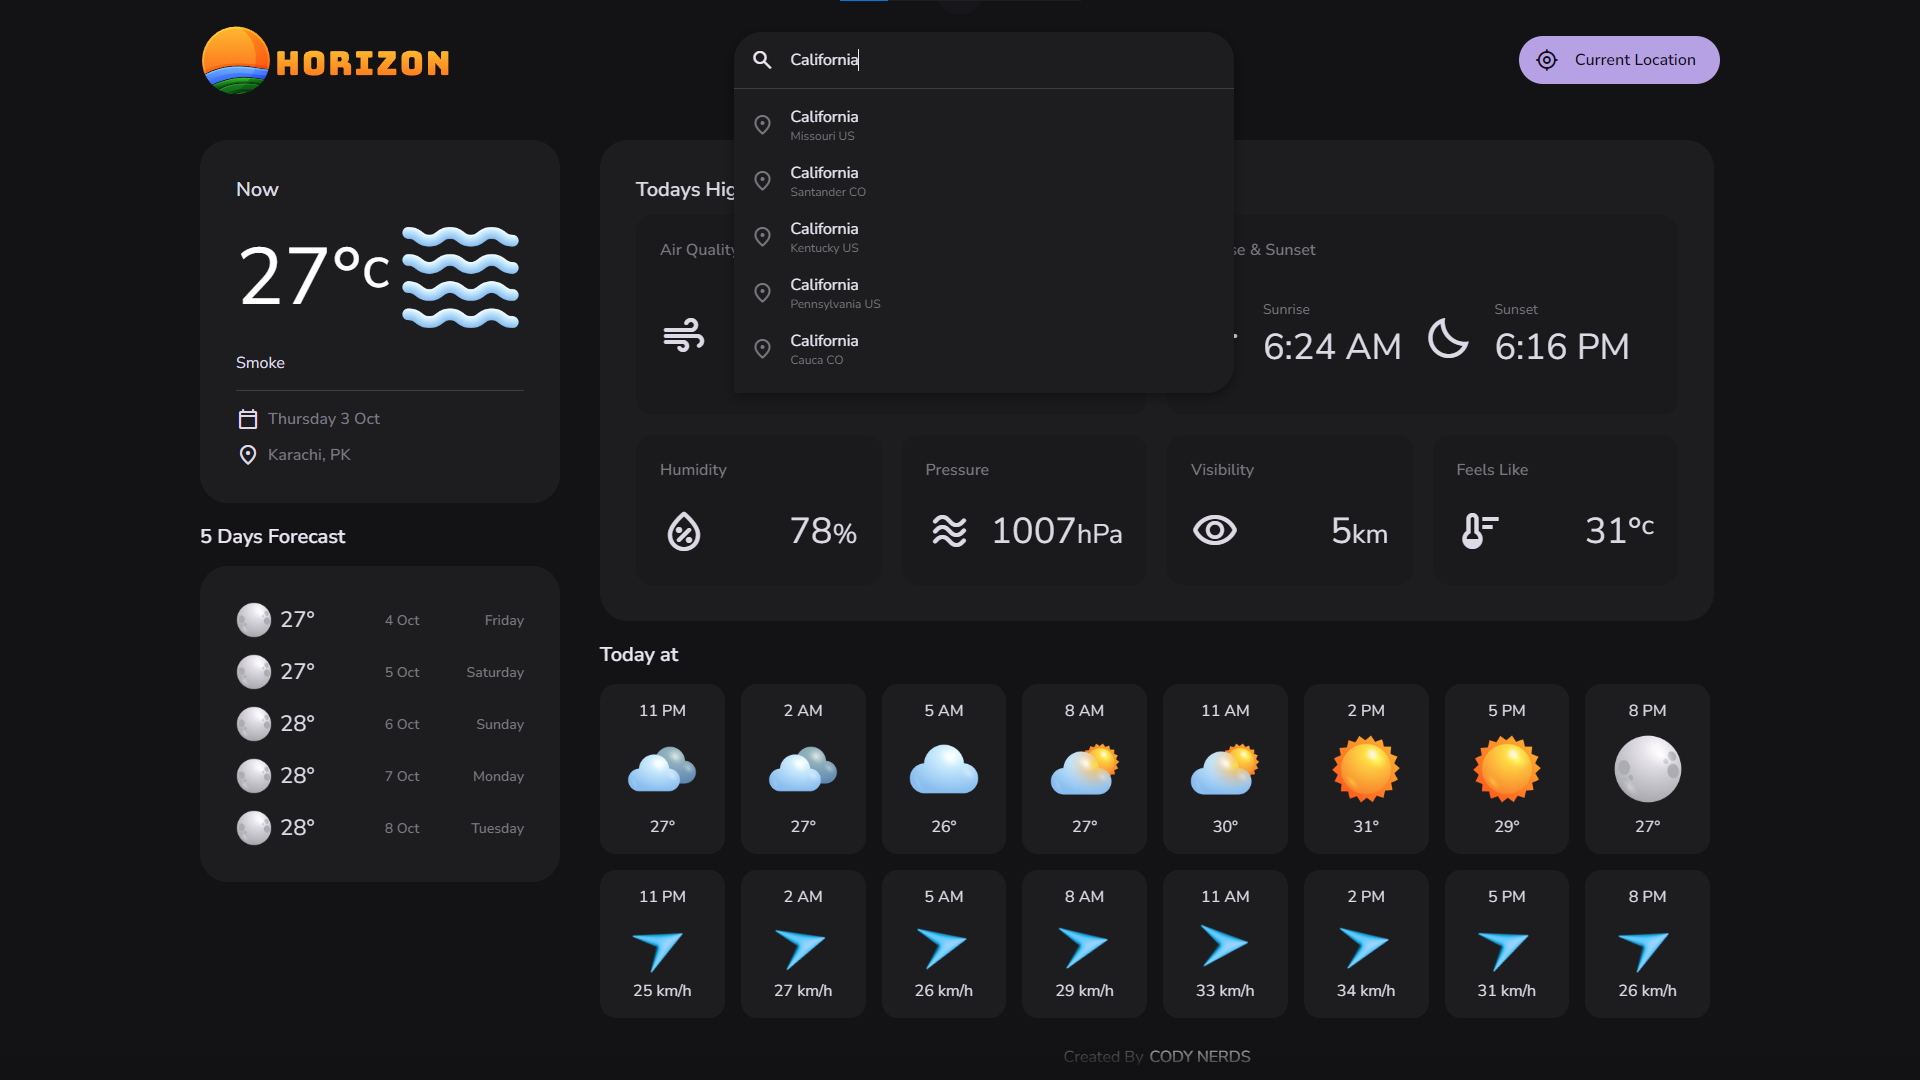 HORIZON
California
Current Location
California
Missouri US
California
Santander CO
California
Kentucky US
California
Pennsylvania US
California
Cauca CO
Now
27°c
Smoke
Thursday 3 Oct
Karachi, PK
5 Days Forecast
27° 4 Oct Friday
27° 5 Oct Saturday
28° 6 Oct Sunday
28° 7 Oct Monday
28° 8 Oct Tuesday
Todays Hig
Air Quality
se & Sunset
Sunrise
6:24 AM
Sunset
6:16 PM
Humidity
78%
Pressure
1007hPa
Visibility
5km
Feels Like
31°c
Today at
11 PM 2 AM 5 AM 8 AM 11 AM 2 PM 5 PM 8 PM
27° 27° 26° 27° 30° 31° 29° 27°
11 PM 2 AM 5 AM 8 AM 11 AM 2 PM 5 PM 8 PM
25 km/h 27 km/h 26 km/h 29 km/h 33 km/h 34 km/h 31 km/h 26 km/h
Created By CODY NERDS